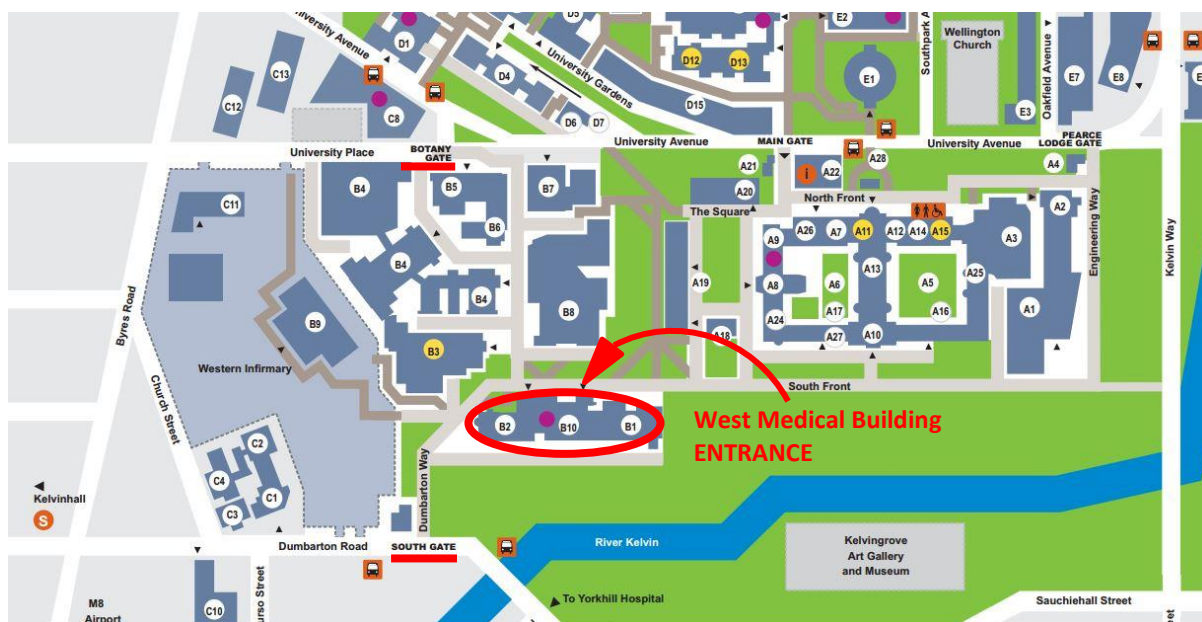 University Avenue
D1
D5
D4
University Gardens
D6
D7
D12
D13
D15
E2
E1
Southpark A
Wellington
Church
Oakfield Avenue
E7
E8
E
E3
C13
C12
C8
University Place
BOTANY
GATE
University Avenue
MAIN GATE
University Avenue
PEARCE
LODGE GATE
A4
C11
B4
B5
B6
B7
A21
A20
i
A22
A28
North Front
The Square
A2
A9
A26
A7
A11
A12
A14
A15
A3
Engineering Way
Kelvin Way
B4
B4
B8
A19
A8
A6
A13
A5
A25
A17
A16
A1
A24
A18
A27
A10
B9
B3
Byres Road
Western Infirmary
Church Street
South Front
B2
B10
B1
West Medical Building
ENTRANCE
C2
C4
C1
C3
Dumbarton Way
Kelvinhall
S
Dumbarton Road
SOUTH GATE
River Kelvin
Kelvingrove
Art Gallery
and Museum
To Yorkhill Hospital
Sauchiehall Street
M8
Airport
C10
urso Street
eet